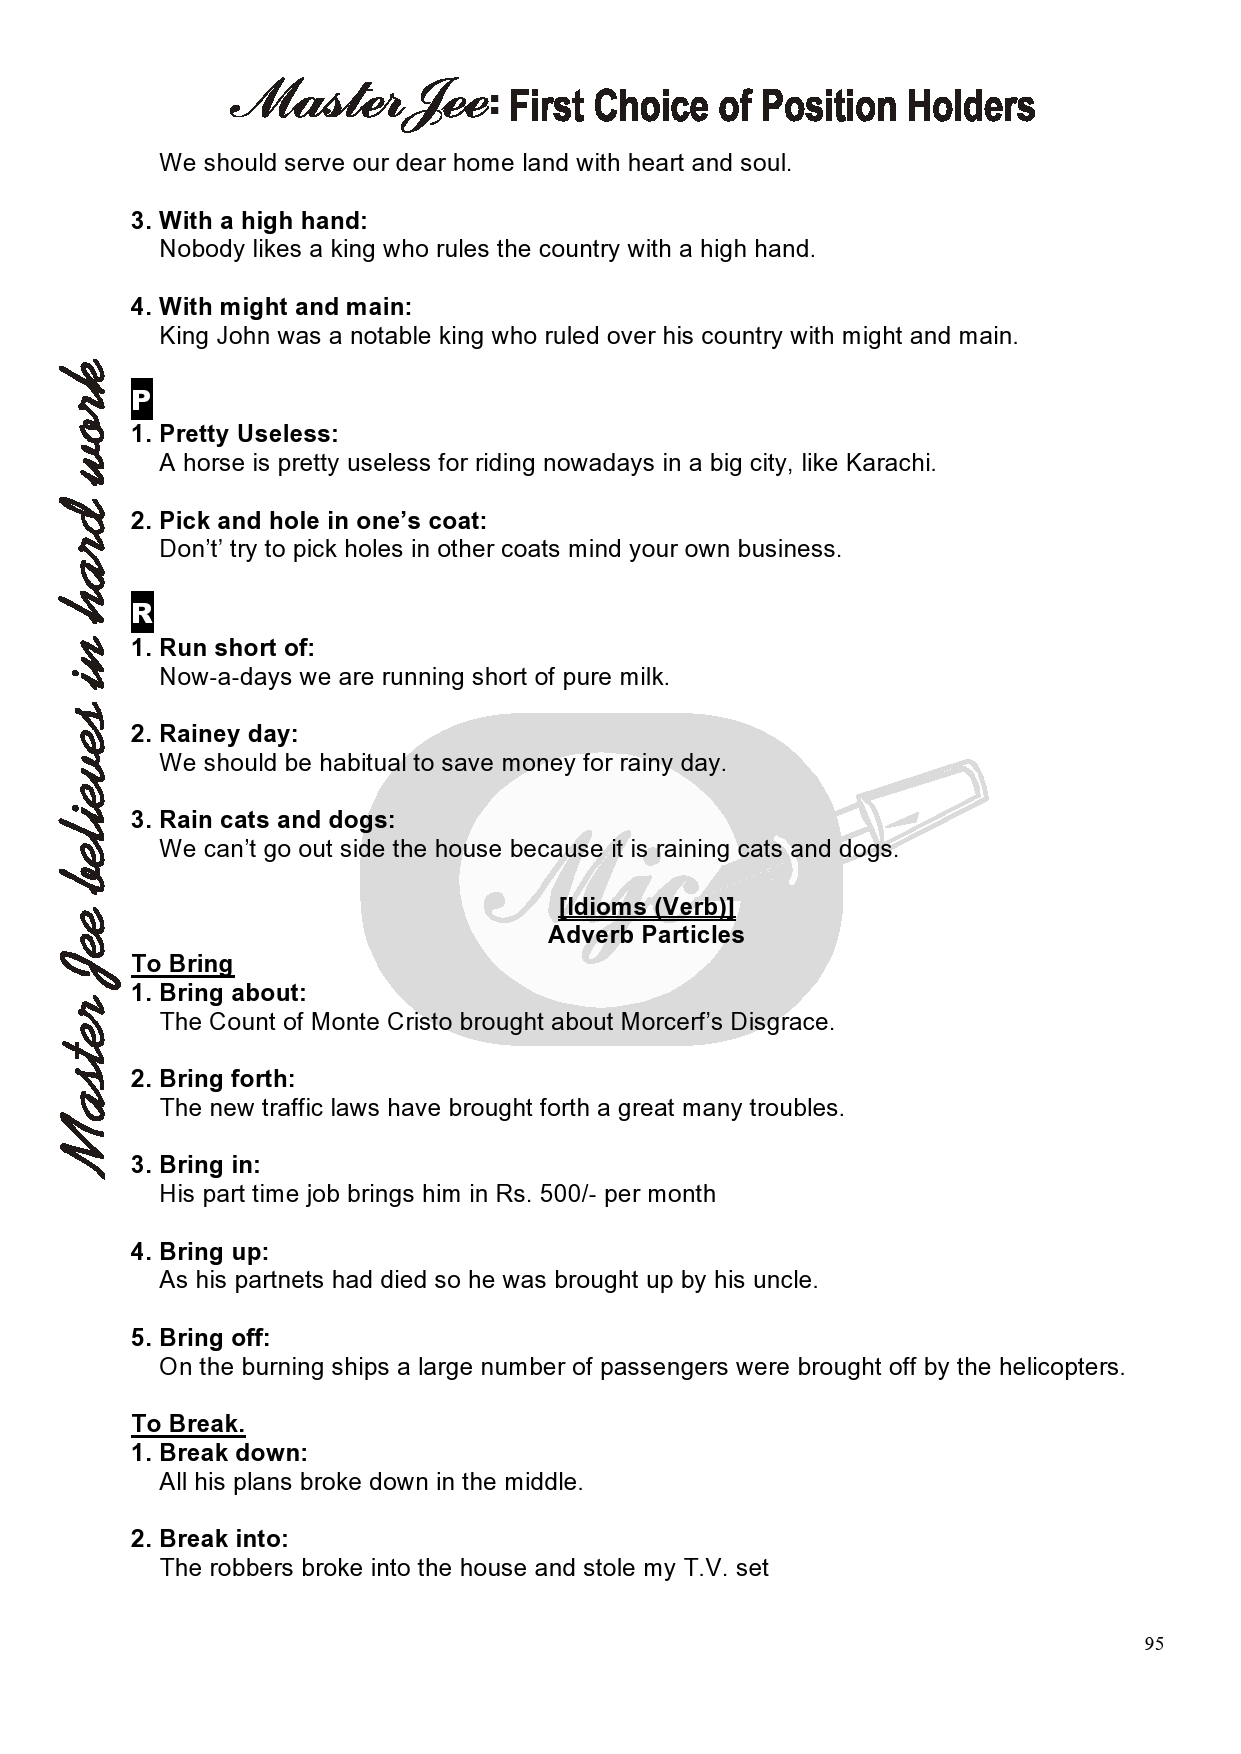 Master Jee: First Choice of Position Holders
We should serve our dear home land with heart and soul.
3. With a high hand:
Nobody likes a king who rules the country with a high hand.
4. With might and main:
King John was a notable king who ruled over his country with might and main.
P
1. Pretty Useless:
A horse is pretty useless for riding nowadays in a big city, like Karachi.
2. Pick and hole in one’s coat:
Don’t’ try to pick holes in other coats mind your own business.
R
1. Run short of:
Now-a-days we are running short of pure milk.
2. Rainey day:
We should be habitual to save money for rainy day.
3. Rain cats and dogs:
We can’t go out side the house because it is raining cats and dogs.
[Idioms (Verb)]
Adverb Particles
To Bring
1. Bring about:
The Count of Monte Cristo brought about Morcerf’s Disgrace.
2. Bring forth:
The new traffic laws have brought forth a great many troubles.
3. Bring in:
His part time job brings him in Rs. 500/- per month
4. Bring up:
As his partnets had died so he was brought up by his uncle.
5. Bring off:
On the burning ships a large number of passengers were brought off by the helicopters.
To Break.
1. Break down:
All his plans broke down in the middle.
2. Break into:
The robbers broke into the house and stole my T.V. set
95
Master Jee believes in hard work
Mjc